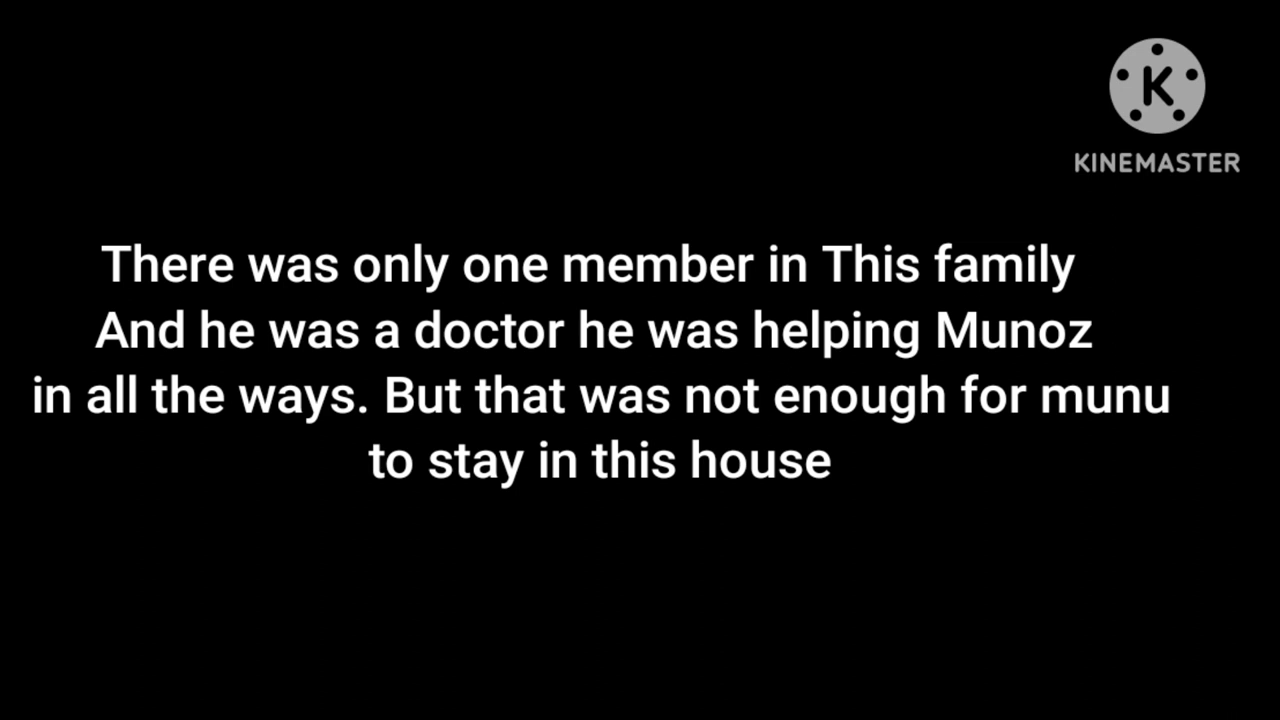 K
KINEMASTER
There was only one member in This family
And he was a doctor he was helping Munoz
in all the ways. But that was not enough for munu
to stay in this house